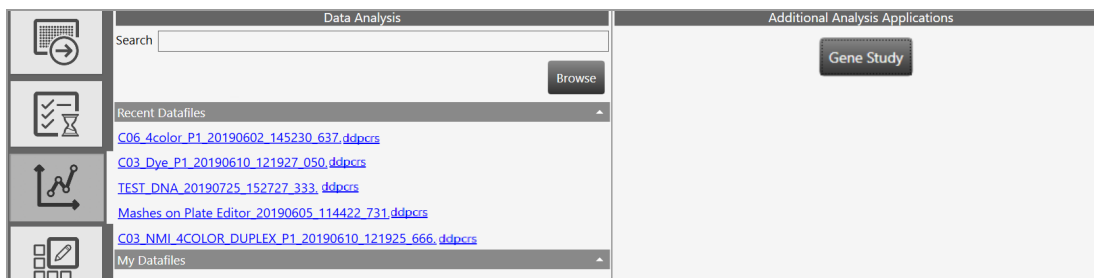 Data Analysis
Search
Browse
Recent Datafiles
C06_4color_P1_20190602_145230_637.ddpcrs
C03_Dye_P1_20190610_121927_050.ddpcrs
TEST_DNA_20190725_152727_333. ddpcrs
Mashes on Plate Editor_20190605_114422_731.ddpcrs
C03_NMI_4COLOR_DUPLEX_P1_20190610_121925_666. ddpcrs
My Datafiles
Additional Analysis Applications
Gene Study